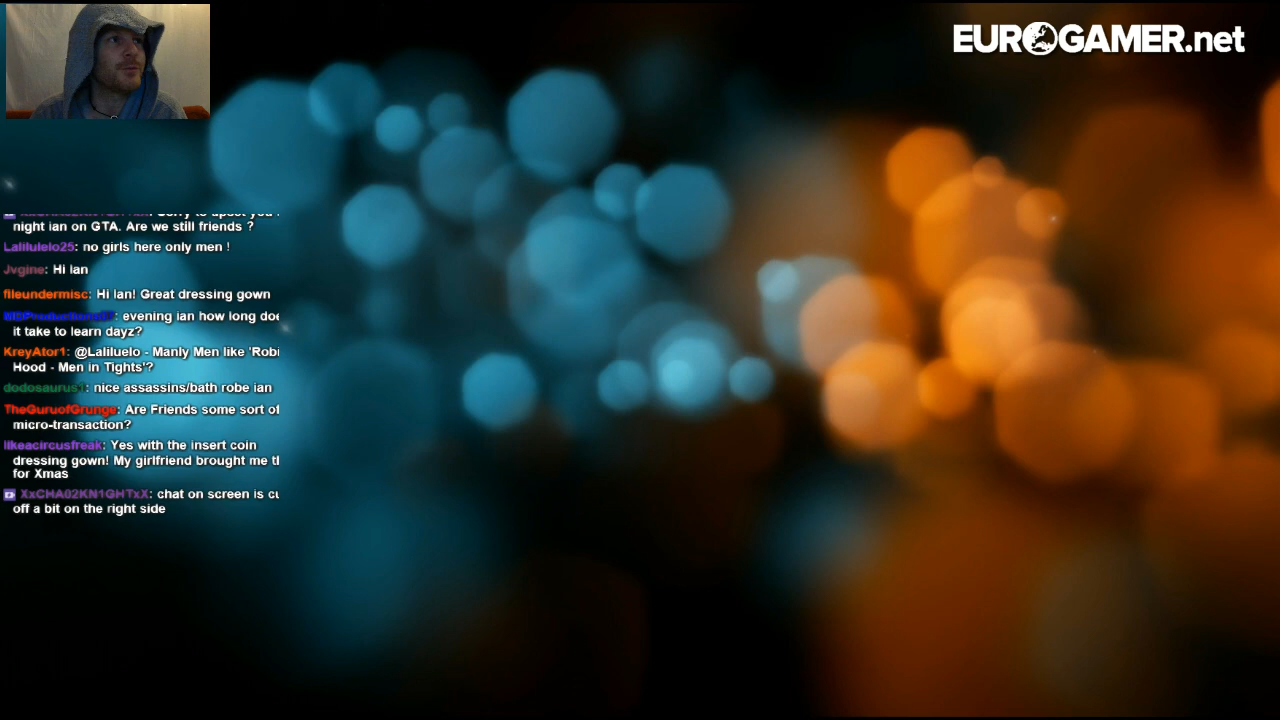 EUROGAMER.net
night ian on GTA. Are we still friends ?
Lalilulelo25: no girls here only men !
Jvgine: Hi Ian
fileundermisc: Hi Ian! Great dressing gown
evening ian how long doe
it take to learn dayz?
KreyAtor1: @Laliluelo - Manly Men like 'Robi
Hood - Men in Tights'?
dodosaurus1: nice assassins/bath robe ian
TheGuruofGrunge: Are Friends some sort of
micro-transaction?
likeacircusfreak: Yes with the insert coin
dressing gown! My girlfriend brought me th
for Xmas
XxCHA02KN1GHTxX: chat on screen is cu
off a bit on the right side